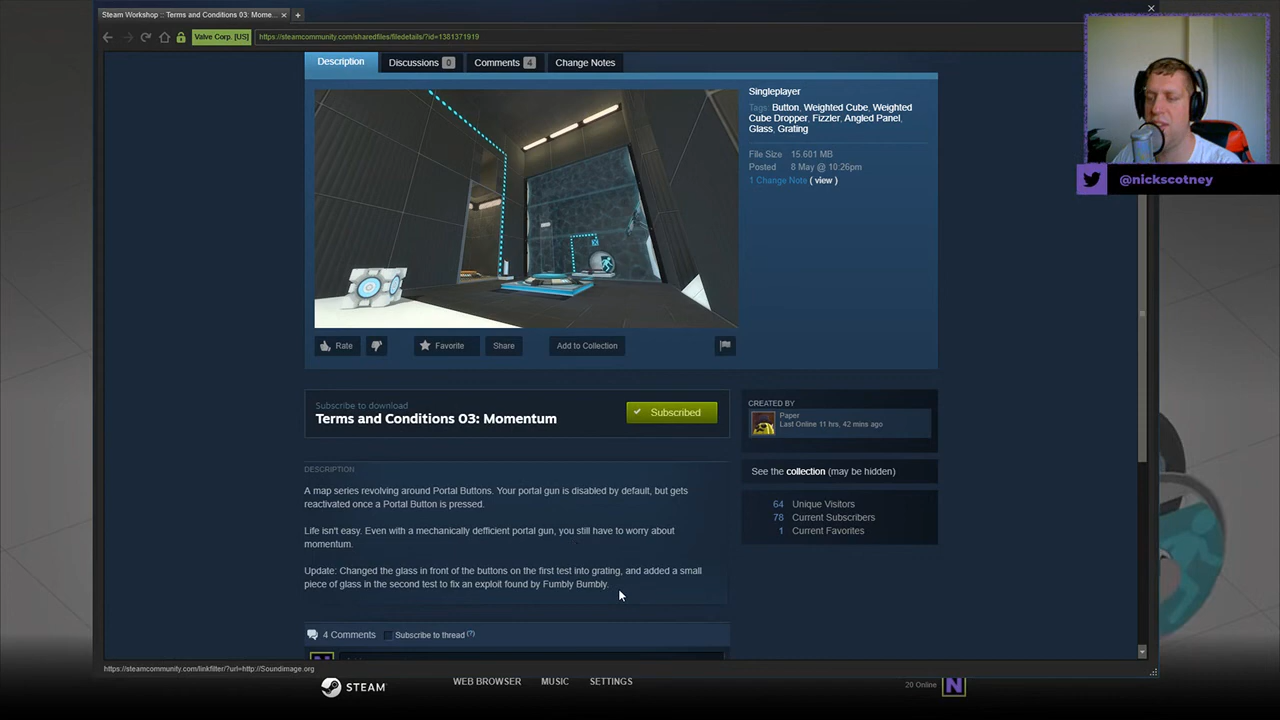 Steam Workshop :: Terms and Conditions 03: Mome...
Valve Corp. [US]
https://steamcommunity.com/sharedfiles/filedetails/?id=1381371919
Description
Discussions 0
Comments 4
Change Notes
Singleplayer
Tags: Button, Weighted Cube, Weighted
Cube Dropper, Fizzler, Angled Panel,
Glass, Grating
File Size 15.601 MB
Posted 8 May @ 10:26pm
1 Change Note ( view )
@nickscotney
Rate
Favorite
Share
Add to Collection
Subscribe to download
Terms and Conditions 03: Momentum
Subscribed
CREATED BY
Paper
Last Online 11 hrs, 42 mins ago
See the collection (may be hidden)
64 Unique Visitors
78 Current Subscribers
1 Current Favorites
DESCRIPTION
A map series revolving around Portal Buttons. Your portal gun is disabled by default, but gets
reactivated once a Portal Button is pressed.
Life isn't easy. Even with a mechanically defficient portal gun, you still have to worry about
momentum.
Update: Changed the glass in front of the buttons on the first test into grating, and added a small
piece of glass in the second test to fix an exploit found by Fumbly Bumbly.
4 Comments
Subscribe to thread (?)
https://steamcommunity.com/linkfilter/?url=http://Soundimage.org
STEAM
WEB BROWSER
MUSIC
SETTINGS
20 Online
N